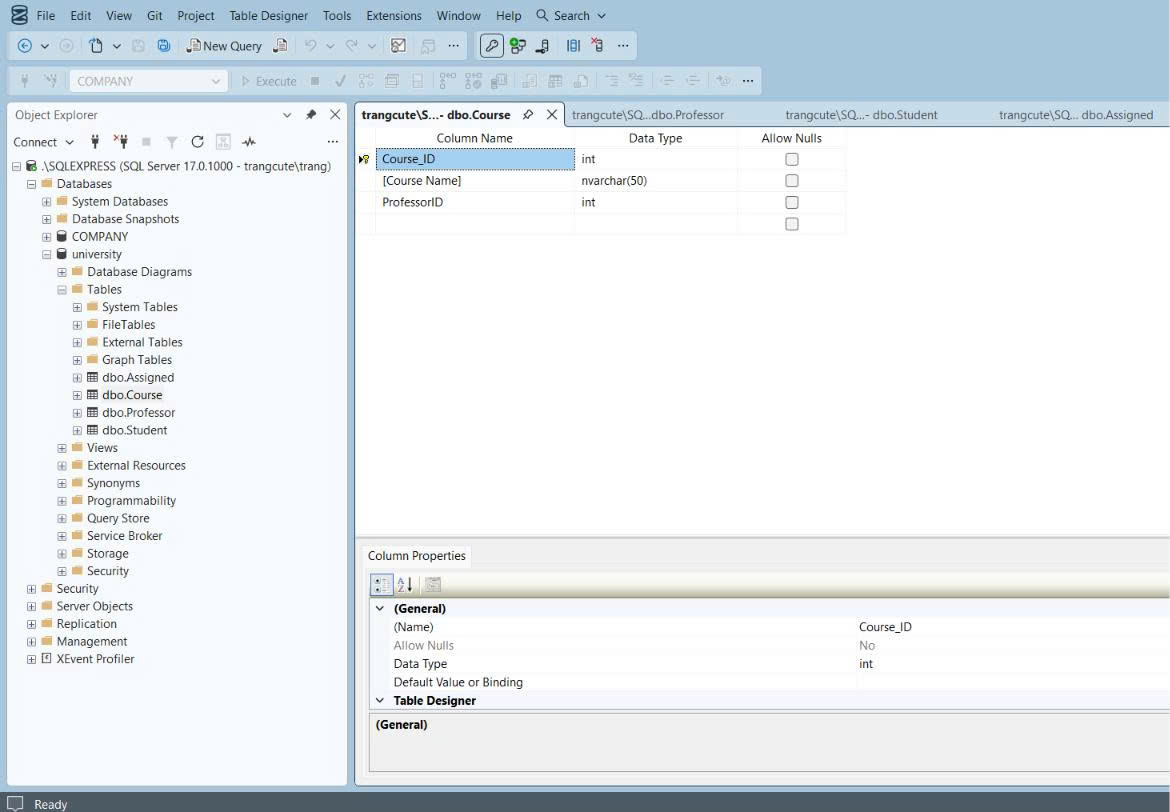 File Edit View Git Project Table Designer Tools Extensions Window Help Search
New Query
COMPANY Execute
Object Explorer
Connect
.\SQLEXPRESS (SQL Server 17.0.1000 - trangcute\trang)
Databases
System Databases
Database Snapshots
COMPANY
university
Database Diagrams
Tables
System Tables
FileTables
External Tables
Graph Tables
dbo.Assigned
dbo.Course
dbo.Professor
dbo.Student
Views
External Resources
Synonyms
Programmability
Query Store
Service Broker
Storage
Security
Security
Server Objects
Replication
Management
XEvent Profiler
trangcute\S...- dbo.Course trangcute\SQ...dbo.Professor trangcute\SQ...- dbo.Student trangcute\SQ... dbo.Assigned
Column Name Data Type Allow Nulls
Course_ID int
[Course Name] nvarchar(50)
ProfessorID int
Column Properties
(General)
(Name) Course_ID
Allow Nulls No
Data Type int
Default Value or Binding
Table Designer
(General)
Ready